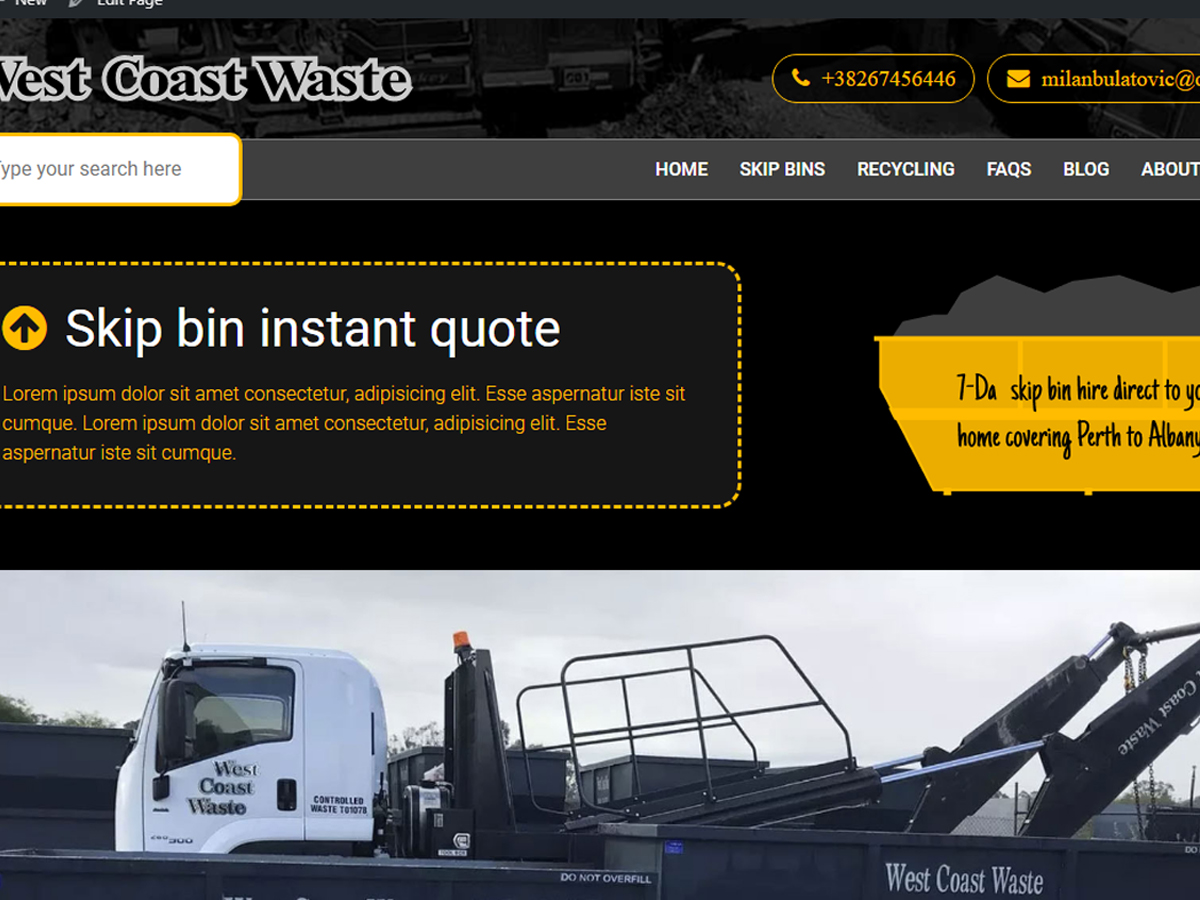 New Edit Page
West Coast Waste
+38267456446 milanbulatovic@
Type your search here
HOME SKIP BINS RECYCLING FAQS BLOG ABOUT
Skip bin instant quote
Lorem ipsum dolor sit amet consectetur, adipisicing elit. Esse aspernatur iste sit
cumque. Lorem ipsum dolor sit amet consectetur, adipisicing elit. Esse
aspernatur iste sit cumque.
7-Da skip bin hire direct to yo
home covering Perth to Albany
West
Coast
Waste
CONTROLLED
WASTE T01078
300
Coast Waste
DO NOT OVERFILL
West Coast Waste
DO